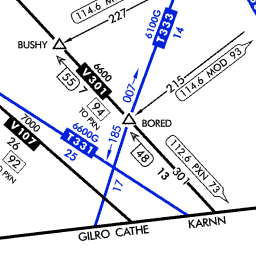 114.6 M
227
6100G
T333
14
114.6 MOD 93
215
BUSHY
6600
V301
55
7
94
TO PXN
007
BORED
185
48
13
301
112.6 PXN 73
7000
V107
26
92
TO PXN
6600G
T331
25
17
KARNN
GILRO CATHE